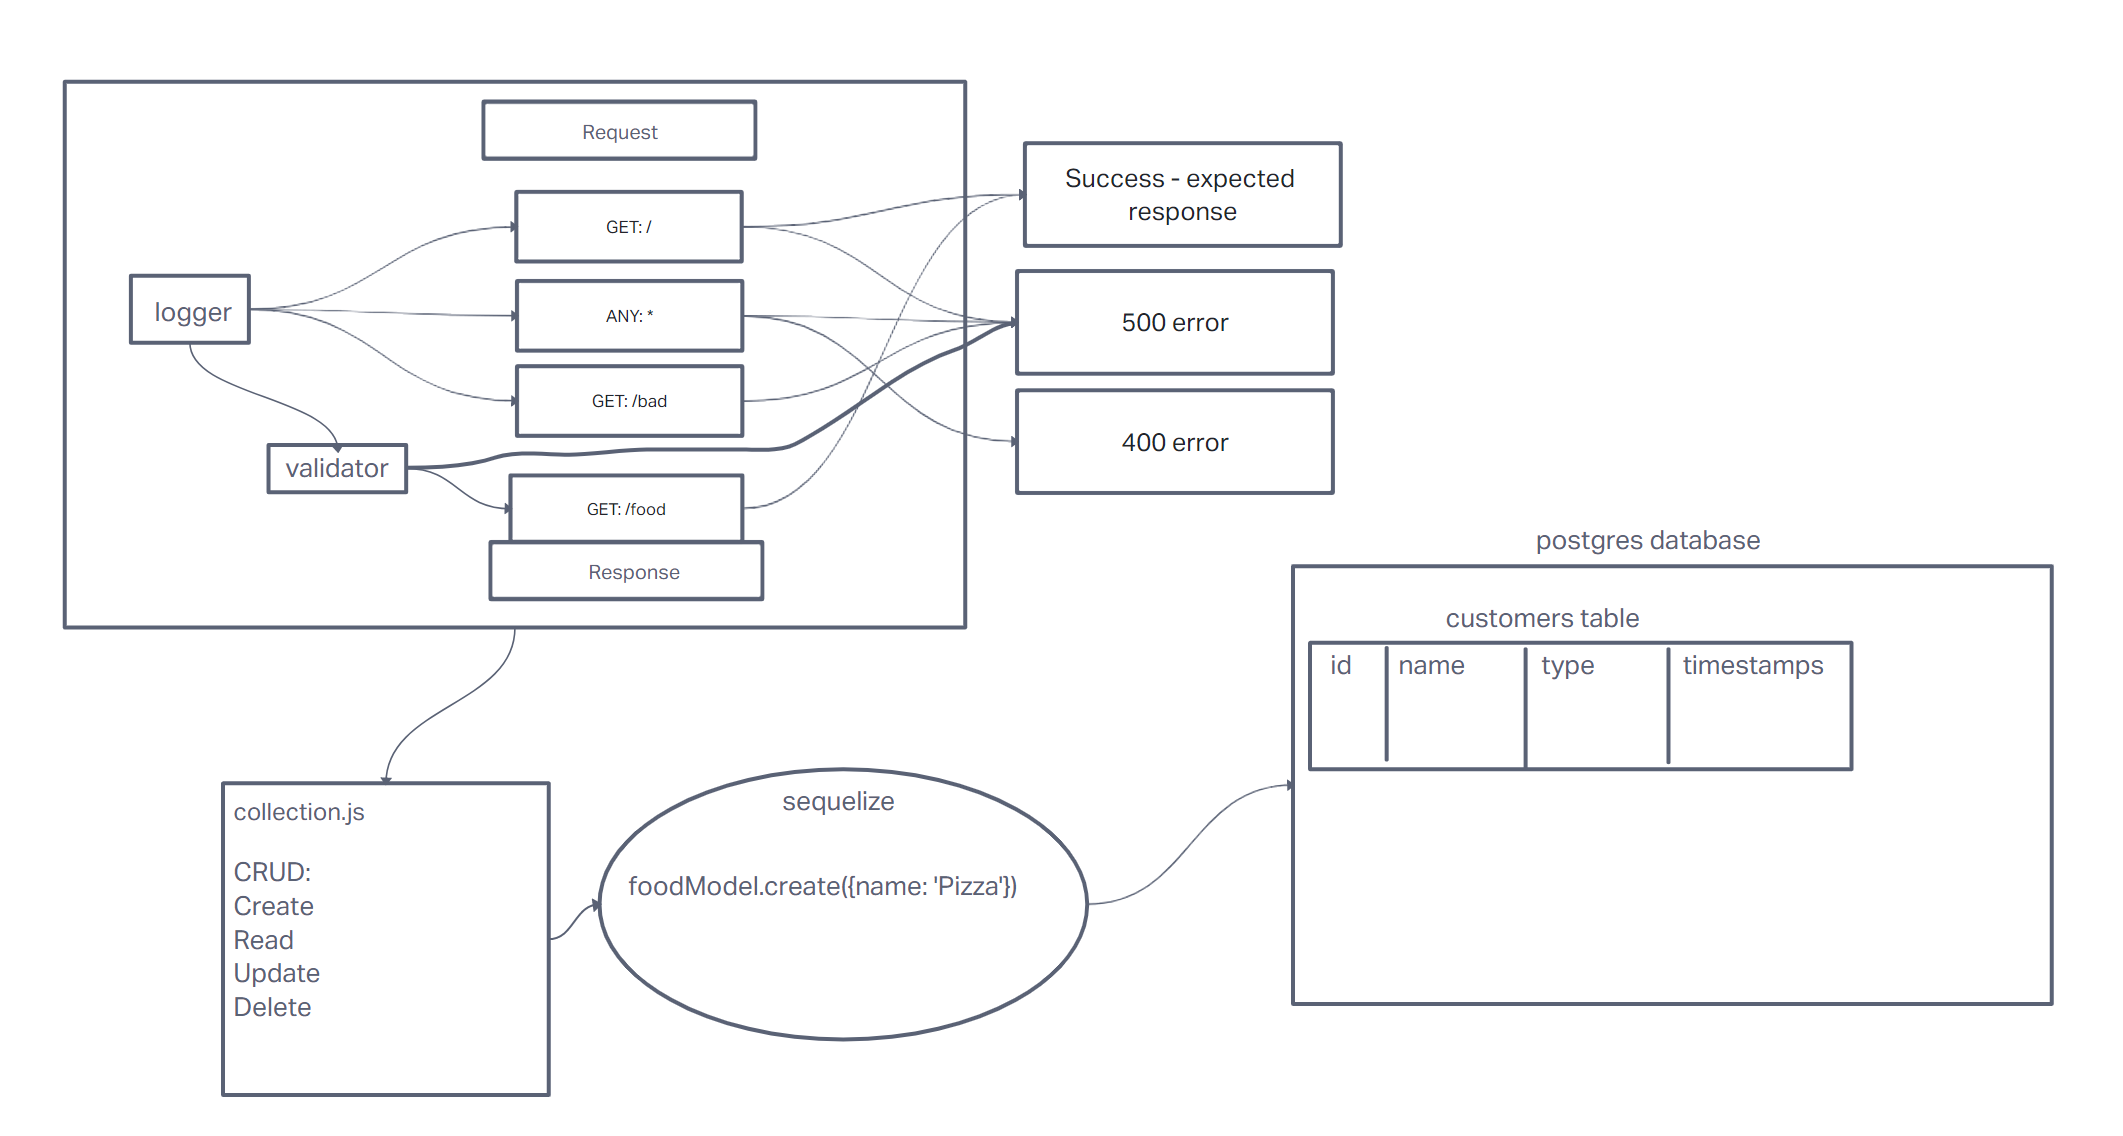 Request
GET: /
ANY: *
GET: /bad
logger
validator
GET: /food
Response
Success - expected
response
500 error
400 error
postgres database
customers table
id name type timestamps
collection.js
CRUD:
Create
Read
Update
Delete
sequelize
foodModel.create({name: 'Pizza'})